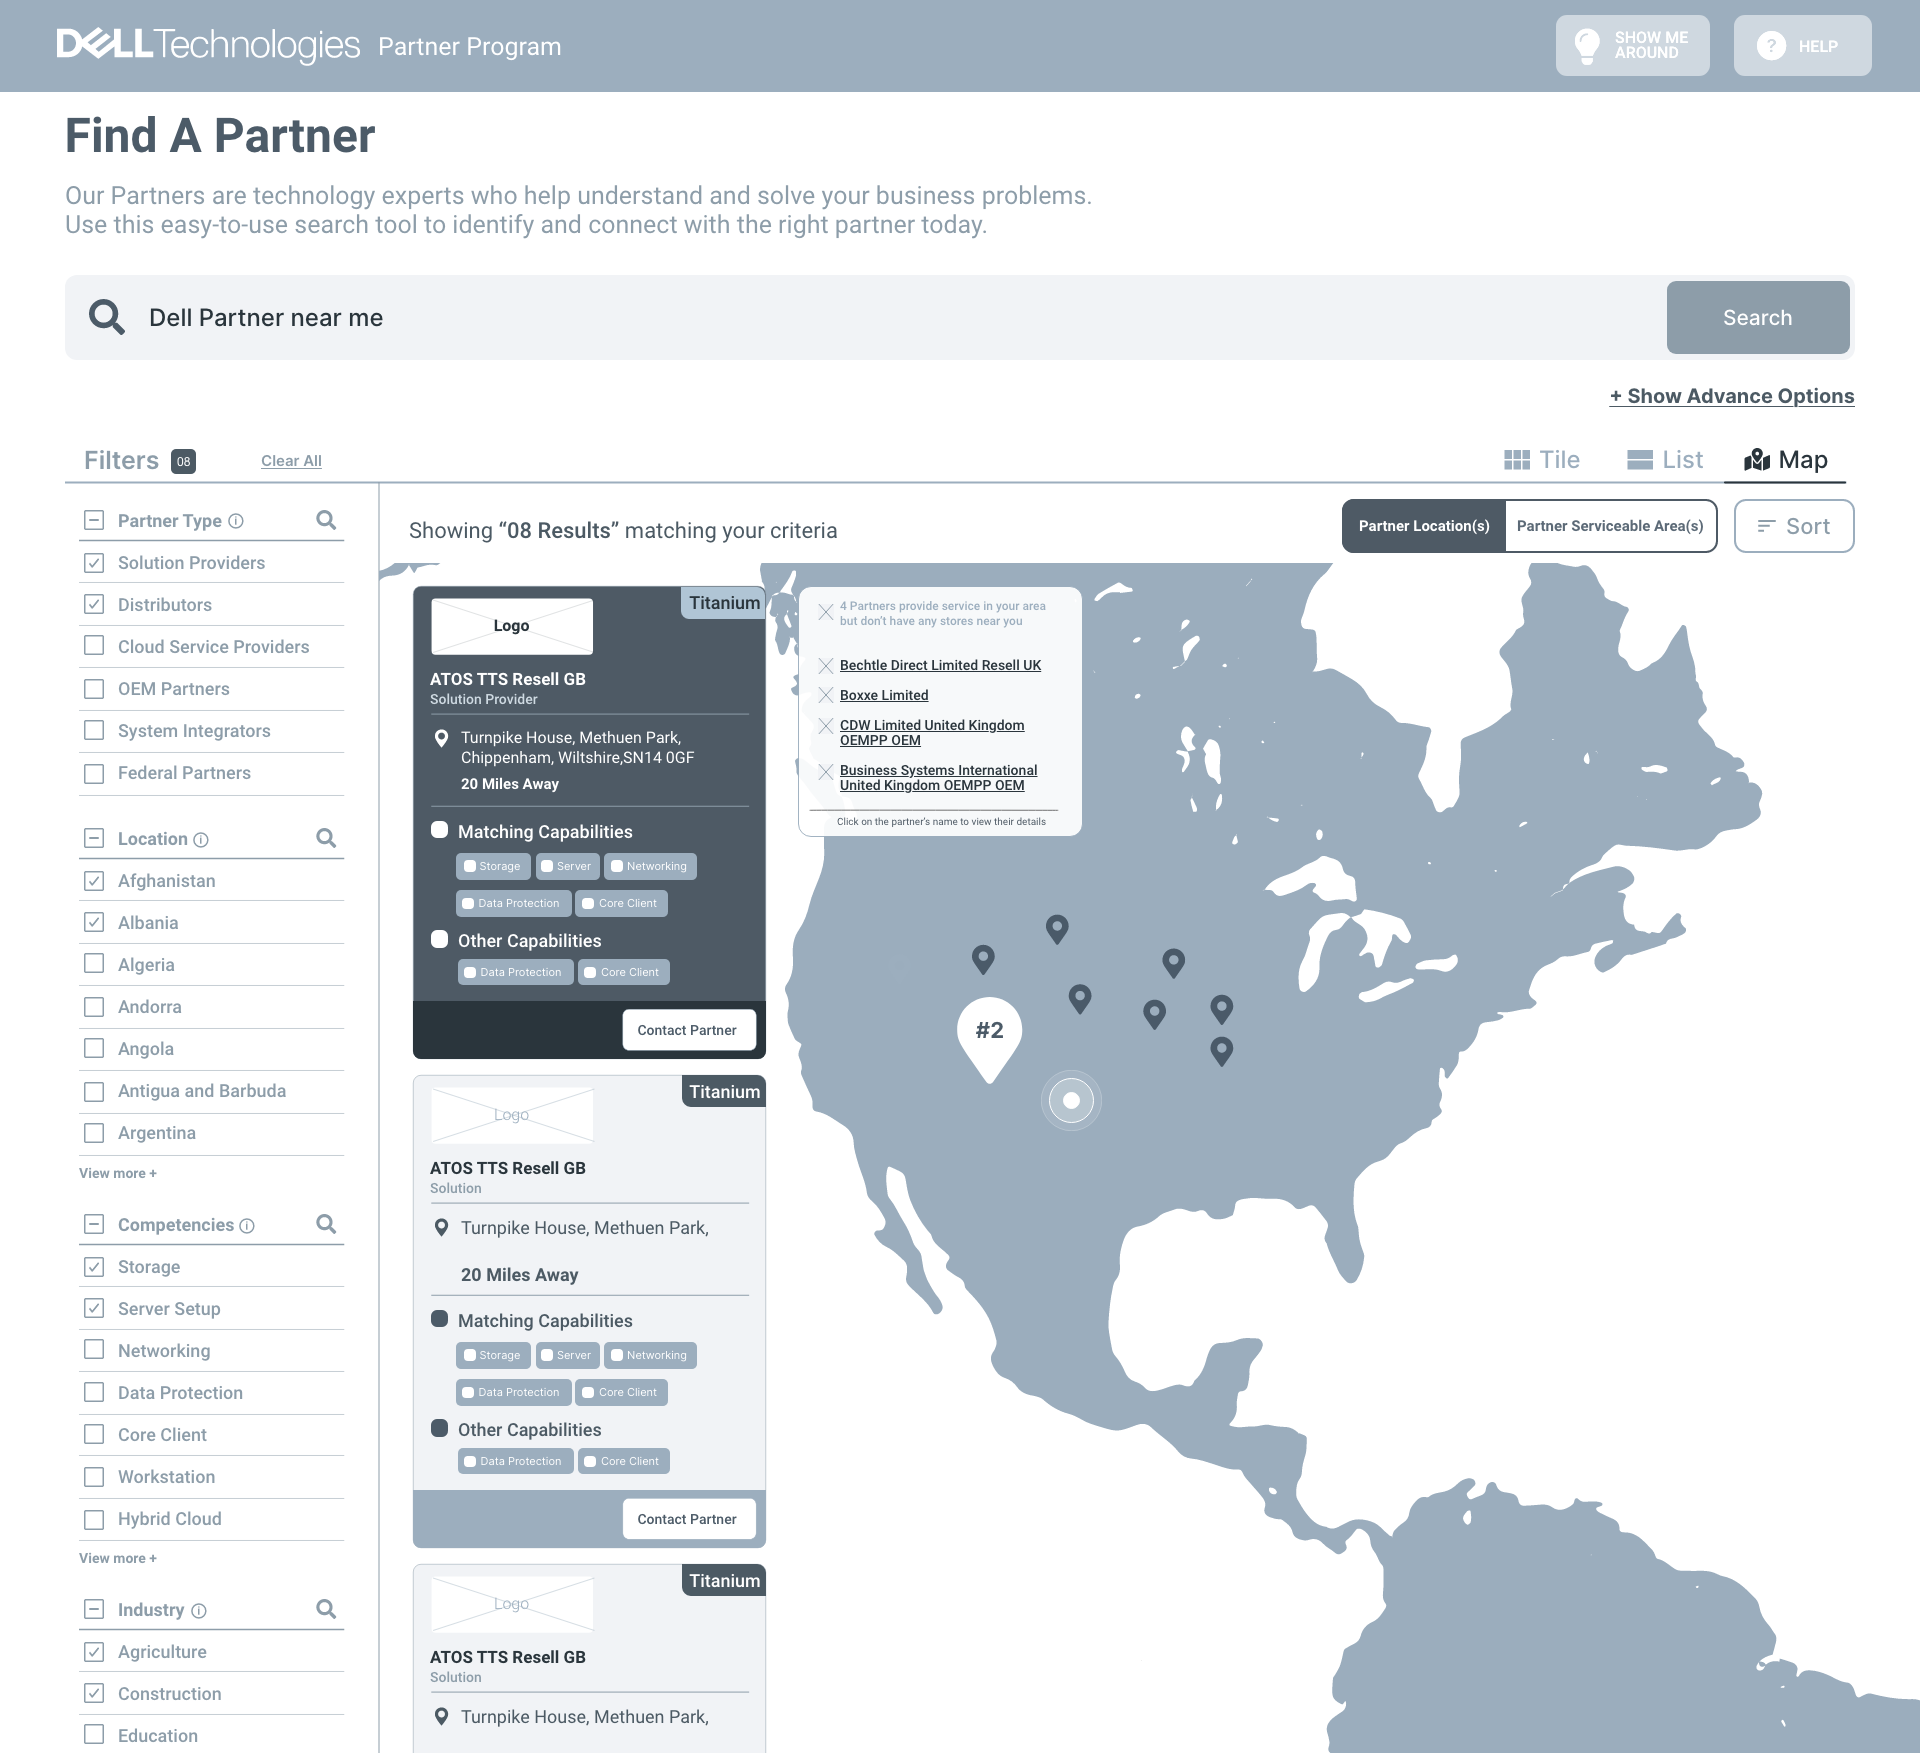 DELL Technologies Partner Program
SHOW ME
AROUND
? HELP
Find A Partner
Our Partners are technology experts who help understand and solve your business problems.
Use this easy-to-use search tool to identify and connect with the right partner today.
Dell Partner near me
Search
+ Show Advance Options
Filters 08
Clear All
Tile
List
Map
Partner Type
Solution Providers
Distributors
Cloud Service Providers
OEM Partners
System Integrators
Federal Partners
Location
Afghanistan
Albania
Algeria
Andorra
Angola
Antigua and Barbuda
Argentina
View more +
Competencies
Storage
Server Setup
Networking
Data Protection
Core Client
Workstation
Hybrid Cloud
View more +
Industry
Agriculture
Construction
Education
Showing “08 Results” matching your criteria
Partner Location(s)
Partner Serviceable Area(s)
Sort
Titanium
Logo
ATOS TTS Resell GB
Solution Provider
Turnpike House, Methuen Park,
Chippenham, Wiltshire,SN14 0GF
20 Miles Away
Matching Capabilities
Storage
Server
Networking
Data Protection
Core Client
Other Capabilities
Data Protection
Core Client
Contact Partner
Titanium
Logo
ATOS TTS Resell GB
Solution
Turnpike House, Methuen Park,
20 Miles Away
Matching Capabilities
Storage
Server
Networking
Data Protection
Core Client
Other Capabilities
Data Protection
Core Client
Contact Partner
Titanium
Logo
ATOS TTS Resell GB
Solution
Turnpike House, Methuen Park,
4 Partners provide service in your area
but don't have any stores near you
Bechtle Direct Limited Resell UK
Boxxe Limited
CDW Limited United Kingdom
OEMPP OEM
Business Systems International
United Kingdom OEMPP OEM
Click on the partner's name to view their details
#2